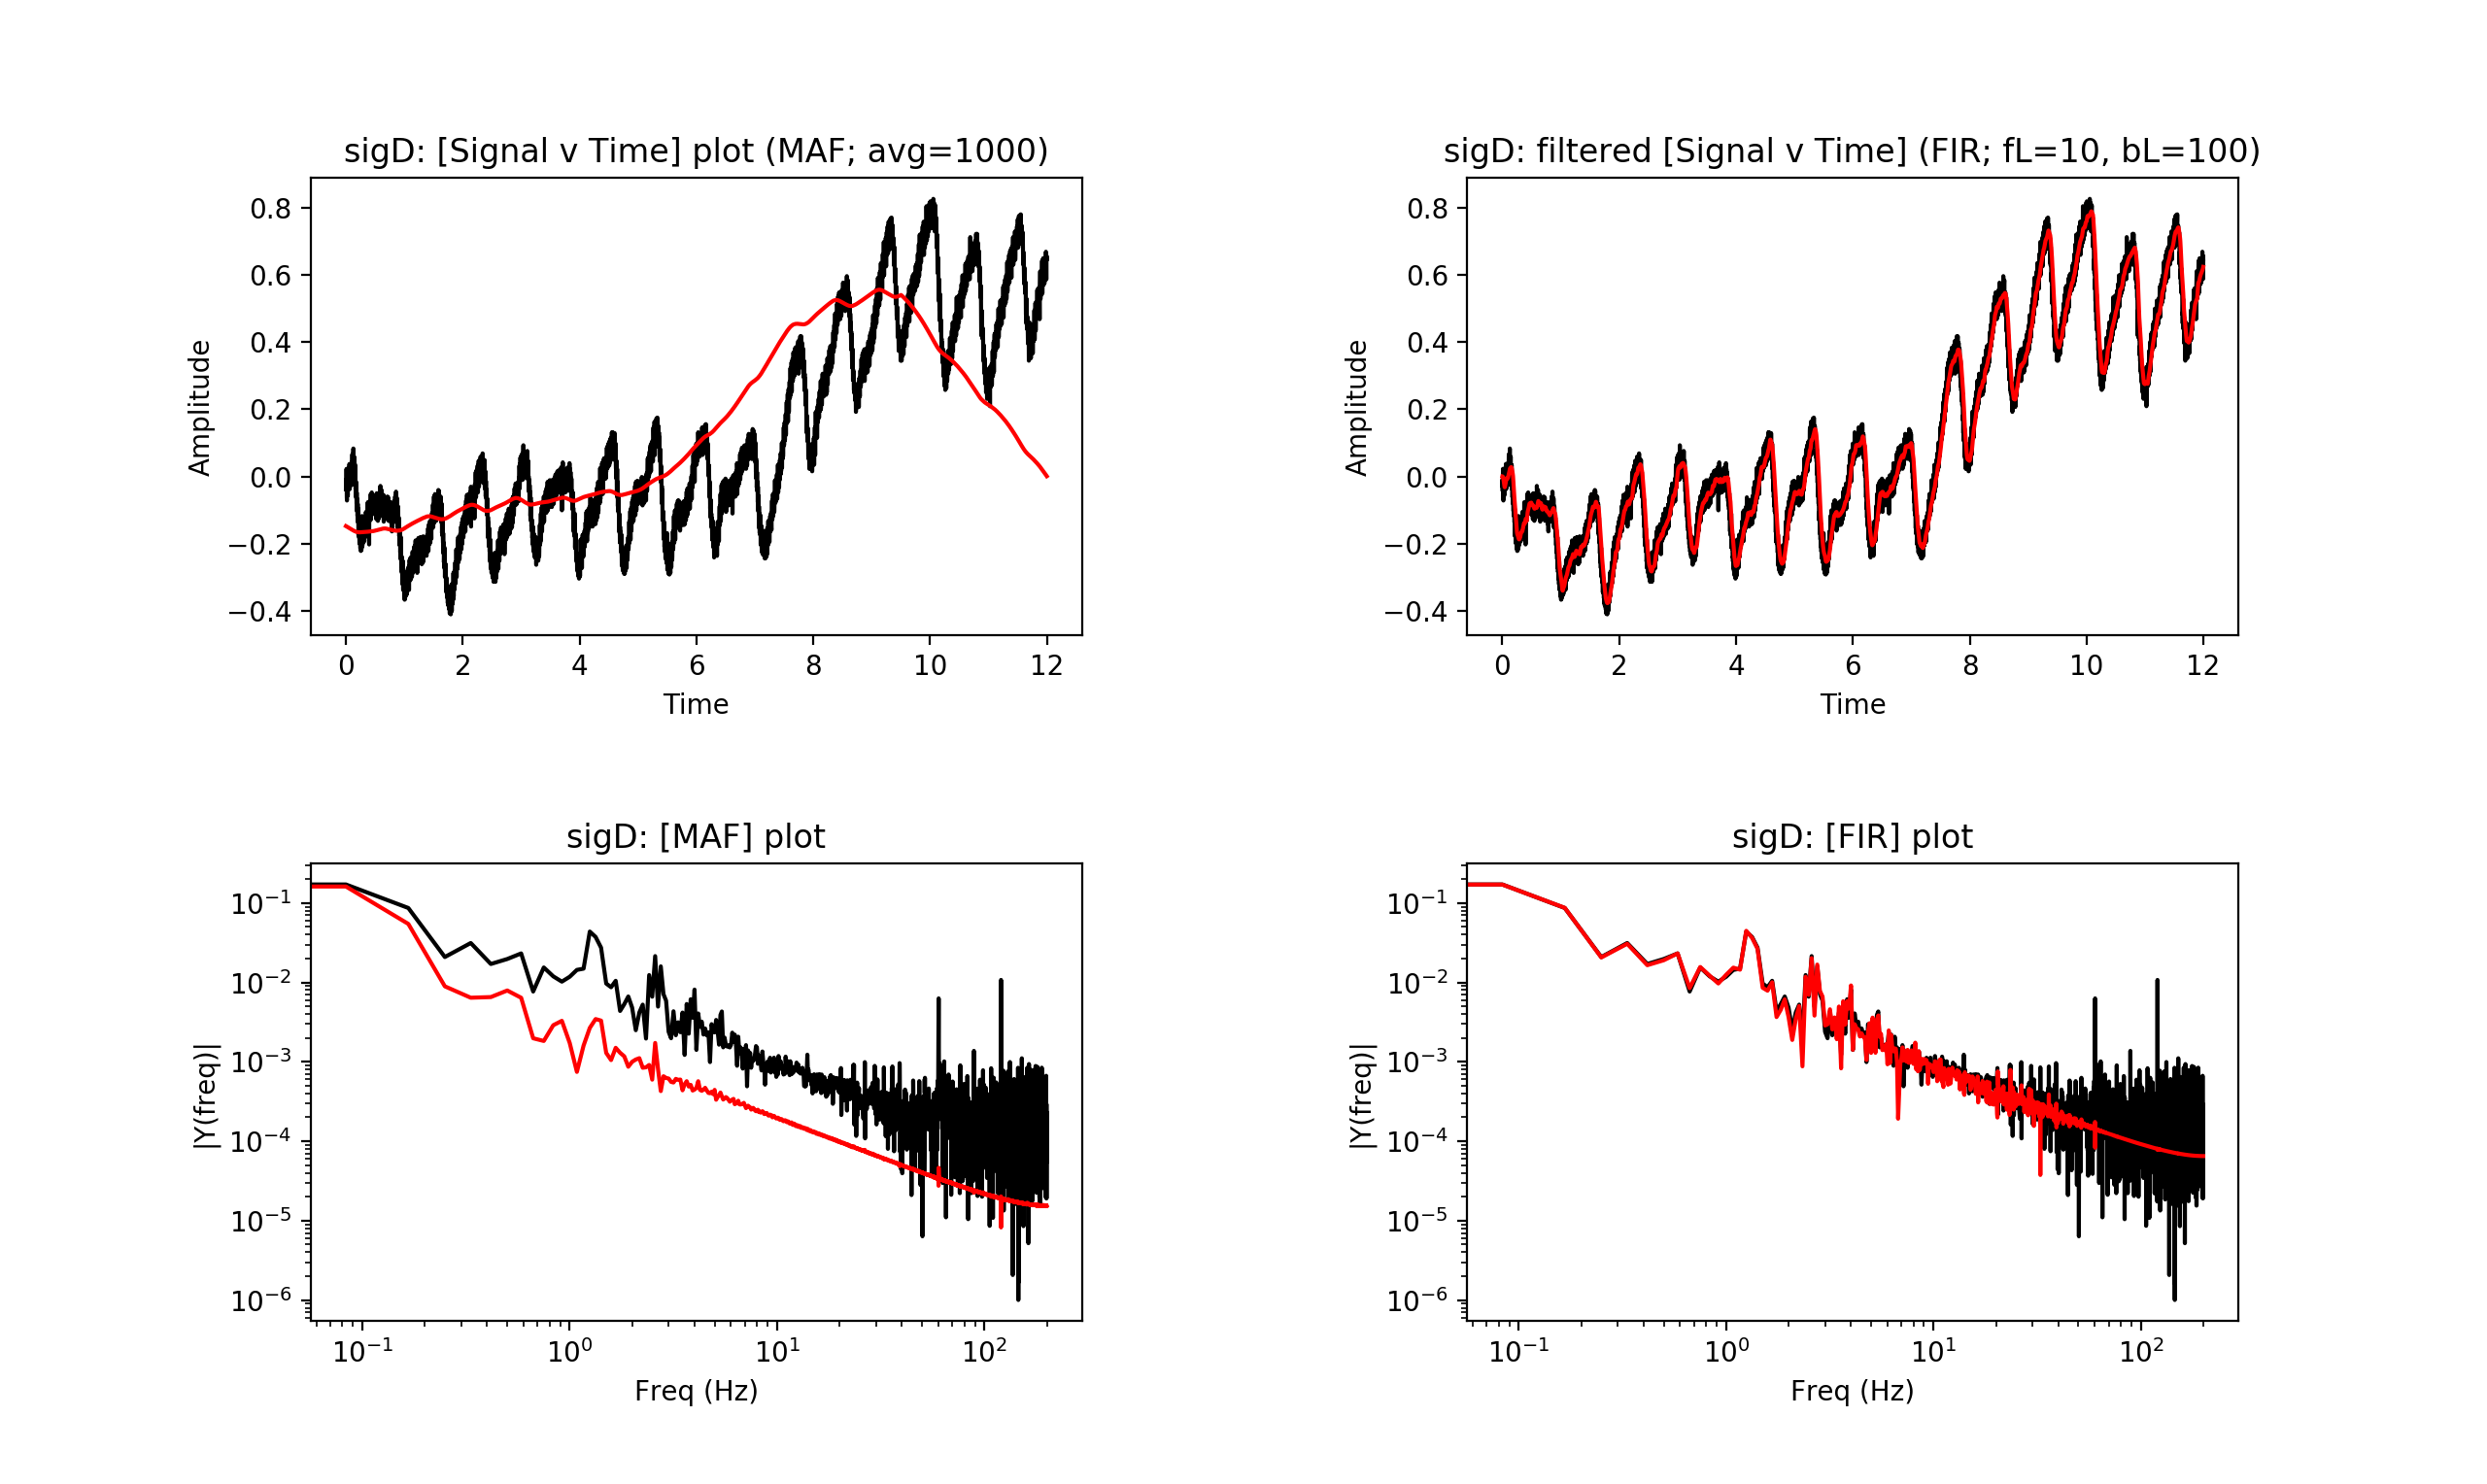 sigD: [Signal v Time] plot (MAF; avg=1000)
0.8
0.6
0.4
0.2
0.0
−0.2
−0.4
Amplitude
0 2 4 6 8 10 12
Time
sigD: filtered [Signal v Time] (FIR; fL=10, bL=100)
0.8
0.6
0.4
0.2
0.0
−0.2
−0.4
Amplitude
0 2 4 6 8 10 12
Time
sigD: [MAF] plot
10⁻¹
10⁻²
10⁻³
10⁻⁴
10⁻⁵
10⁻⁶
|Y(freq)|
10⁻¹ 10⁰ 10¹ 10²
Freq (Hz)
sigD: [FIR] plot
10⁻¹
10⁻²
10⁻³
10⁻⁴
10⁻⁵
10⁻⁶
|Y(freq)|
10⁻¹ 10⁰ 10¹ 10²
Freq (Hz)